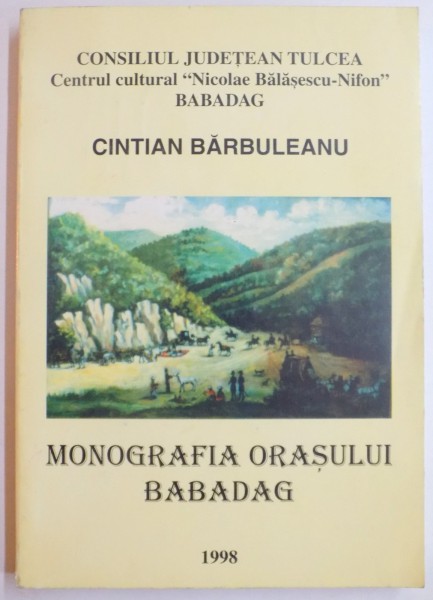 CONSILIUL JUDEȚEAN TULCEA
Centrul cultural “Nicolae Bălășescu-Nifon”
BABADAG
CINTIAN BĂRBULEANU
MONOGRAFIA ORAȘULUI
BABADAG
1998